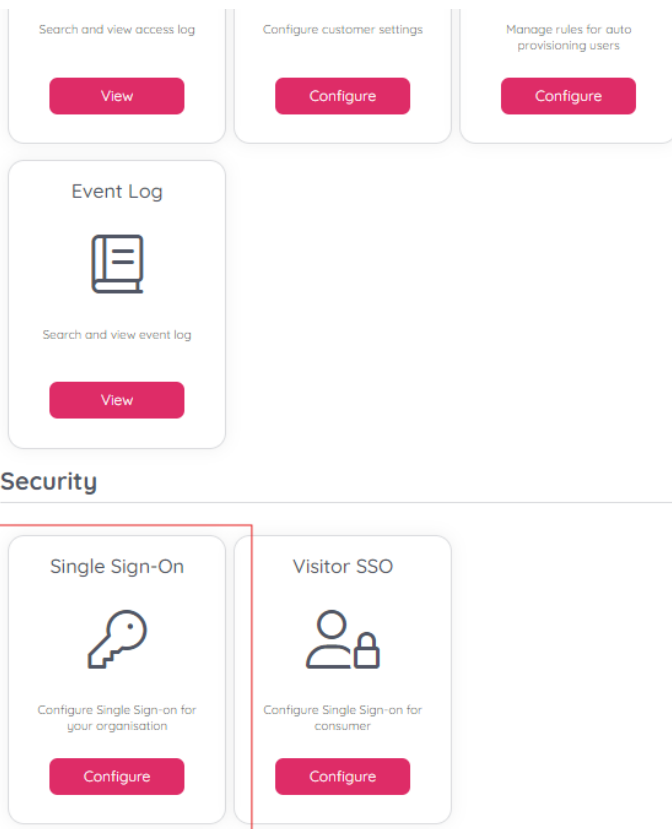 Search and view access log
Configure customer settings
Manage rules for auto
provisioning users
View
Configure
Configure
Event Log
Search and view event log
View
Security
Single Sign-On
Configure Single Sign-on for
your organisation
Configure
Visitor SSO
Configure Single Sign-on for
consumer
Configure